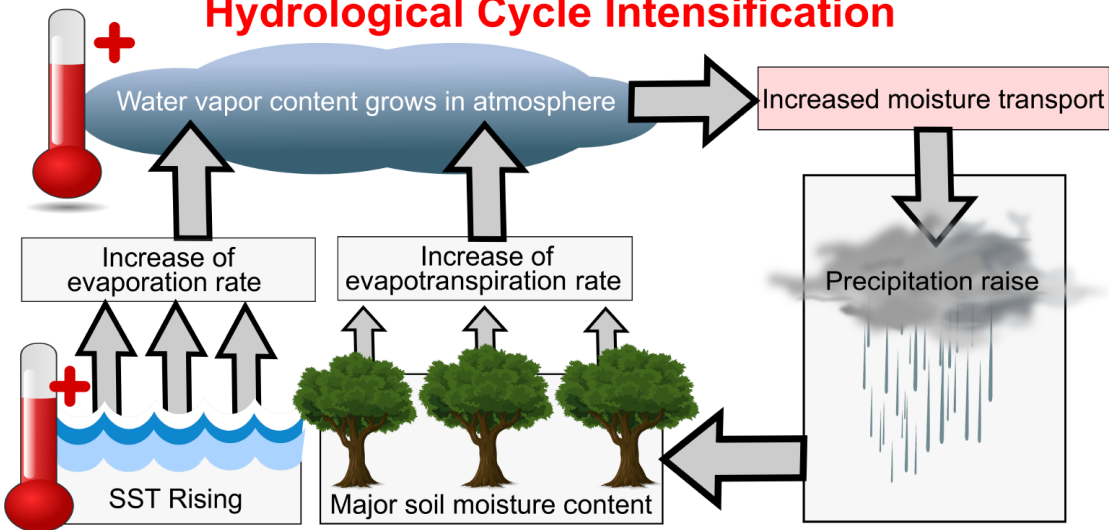 Hydrological Cycle Intensification
Water vapor content grows in atmosphere
Increased moisture transport
Increase of
evaporation rate
Increase of
evapotranspiration rate
Precipitation raise
SST Rising
Major soil moisture content